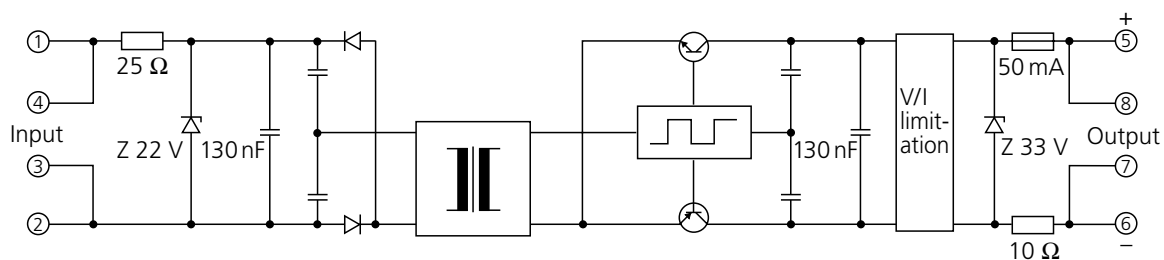 +
① ⑤
25 Ω 50 mA
④ ⑧
V/I
limit-
ation
Input Output
Z 22 V 130 nF 130 nF Z 33 V
③ ⑦
② ⑥
10 Ω −